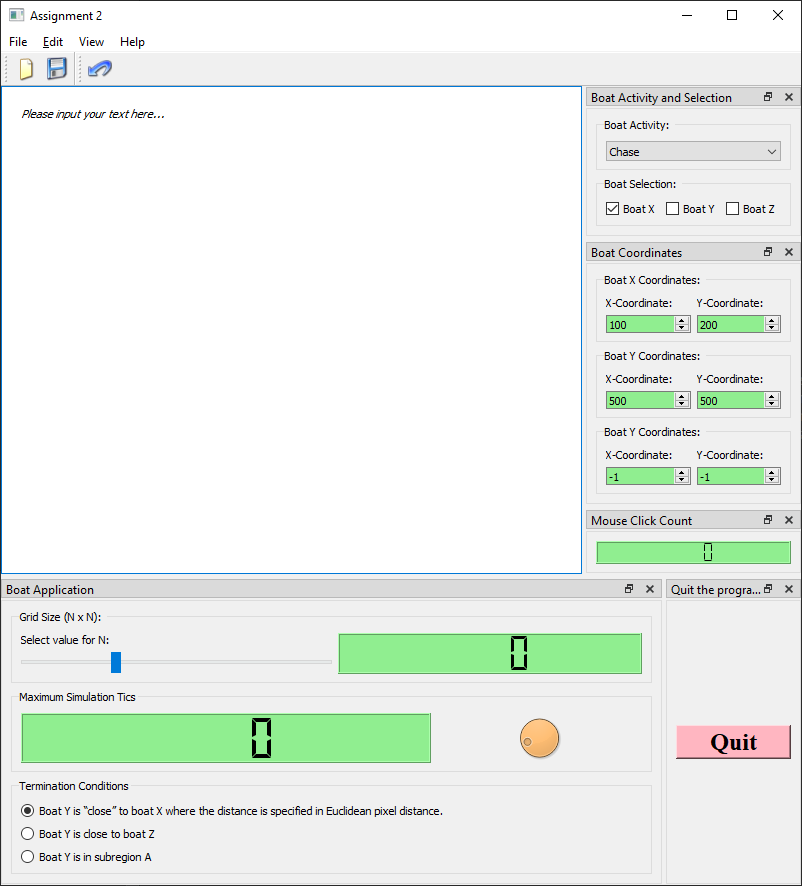 Assignment 2
File Edit View Help
Please input your text here...
Boat Activity and Selection
Boat Activity:
Chase
Boat Selection:
Boat X Boat Y Boat Z
Boat Coordinates
Boat X Coordinates:
X-Coordinate: Y-Coordinate:
100 200
Boat Y Coordinates:
X-Coordinate: Y-Coordinate:
500 500
Boat Y Coordinates:
X-Coordinate: Y-Coordinate:
-1 -1
Mouse Click Count
0
Boat Application
Grid Size (N x N):
Select value for N:
0
Maximum Simulation Tics
0
Termination Conditions
Boat Y is “close” to boat X where the distance is specified in Euclidean pixel distance.
Boat Y is close to boat Z
Boat Y is in subregion A
Quit the progra...
Quit